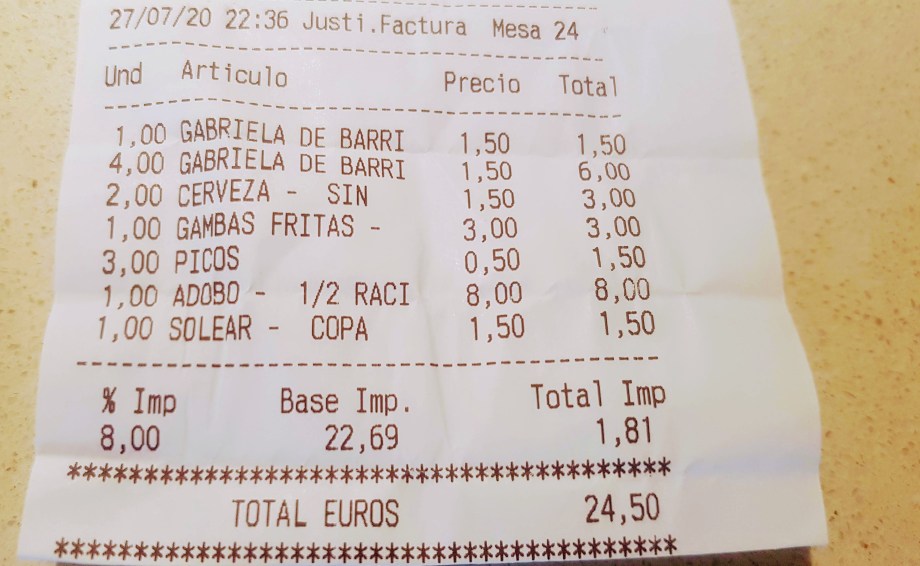 27/07/20 22:36 Justi.Factura Mesa 24
Und Articulo Precio Total
1,00 GABRIELA DE BARRI 1,50 1,50
4,00 GABRIELA DE BARRI 1,50 6,00
2,00 CERVEZA - SIN 1,50 3,00
1,00 GAMBAS FRITAS - 3,00 3,00
3,00 PICOS 0,50 1,50
1,00 ADOBO - 1/2 RACI 8,00 8,00
1,00 SOLEAR - COPA 1,50 1,50
% Imp Base Imp. Total Imp
8,00 22,69 1,81
TOTAL EUROS 24,50